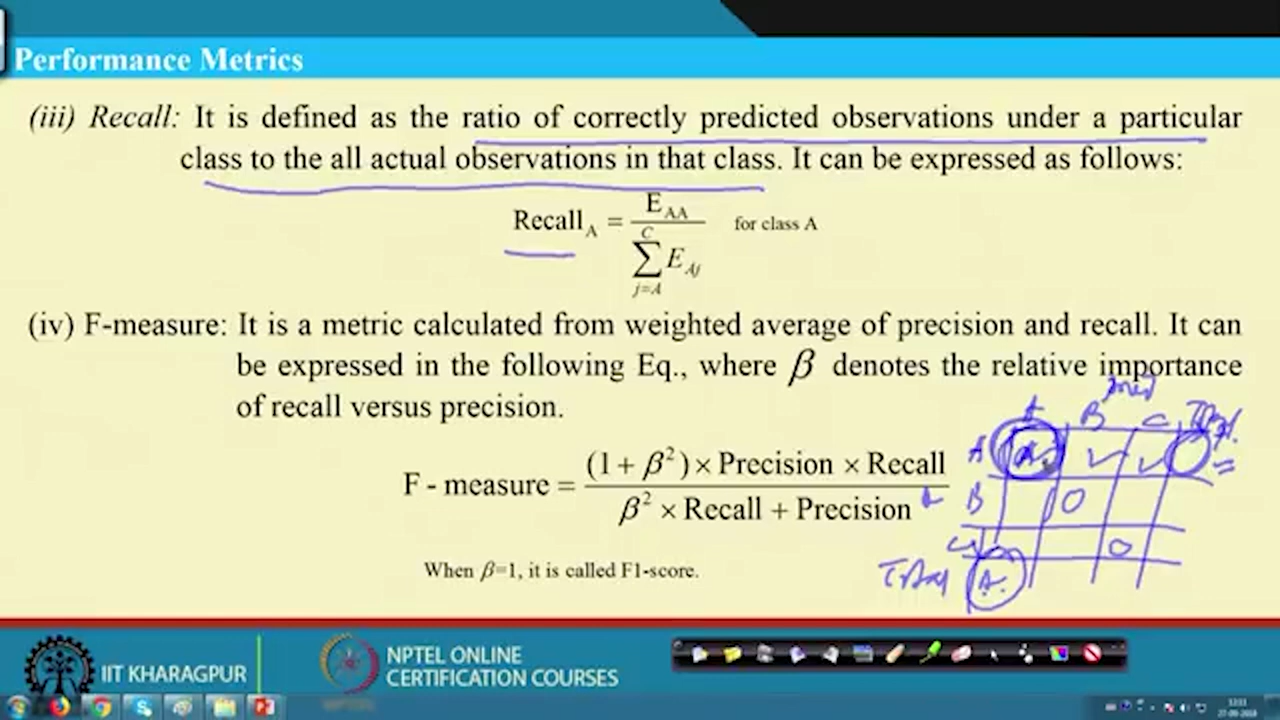 Performance Metrics
(iii) Recall: It is defined as the ratio of correctly predicted observations under a particular
class to the all actual observations in that class. It can be expressed as follows:
Recall_A = E_AA / ∑_{j=A}^{C} E_Aj for class A
(iv) F-measure: It is a metric calculated from weighted average of precision and recall. It can
be expressed in the following Eq., where β denotes the relative importance
of recall versus precision.
F - measure = (1 + β²) × Precision × Recall / β² × Recall + Precision
When β=1, it is called F1-score.
A B C
A
B
Total A.
IIT KHARAGPUR
NPTEL ONLINE
CERTIFICATION COURSES